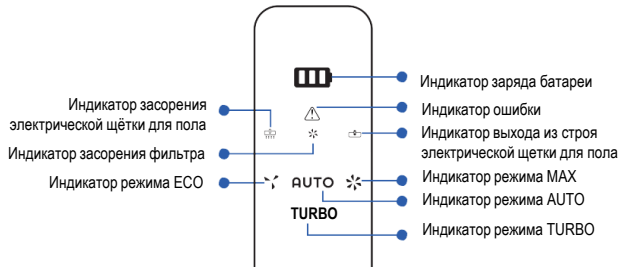 Индикатор засорения
электрической щётки для пола
Индикатор засорения фильтра
Индикатор режима ECO
AUTO
TURBO
Индикатор заряда батареи
Индикатор ошибки
Индикатор выхода из строя
электрической щетки для пола
Индикатор режима MAX
Индикатор режима AUTO
Индикатор режима TURBO